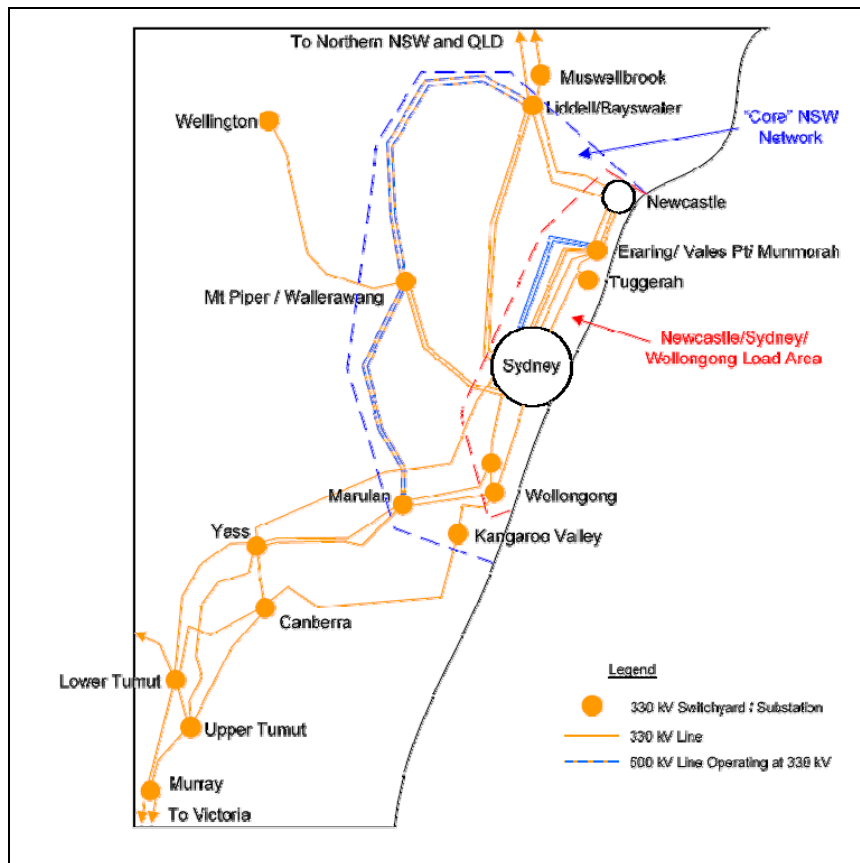 To Northern NSW and QLD
Muswellbrook
Liddell/Bayswater
Wellington
"Core" NSW
Network
Newcastle
Eraring/ Vales Pt/ Munmorah
Tuggerah
Mt Piper / Wallerawang
Newcastle/Sydney/
Wollongong Load Area
Sydney
Marulan
Wollongong
Yass
Kangaroo Valley
Canberra
Lower Tumut
Upper Tumut
Murray
To Victoria
Legend
330 kV Switchyard / Substation
330 kV Line
500 kV Line Operating at 330 kV